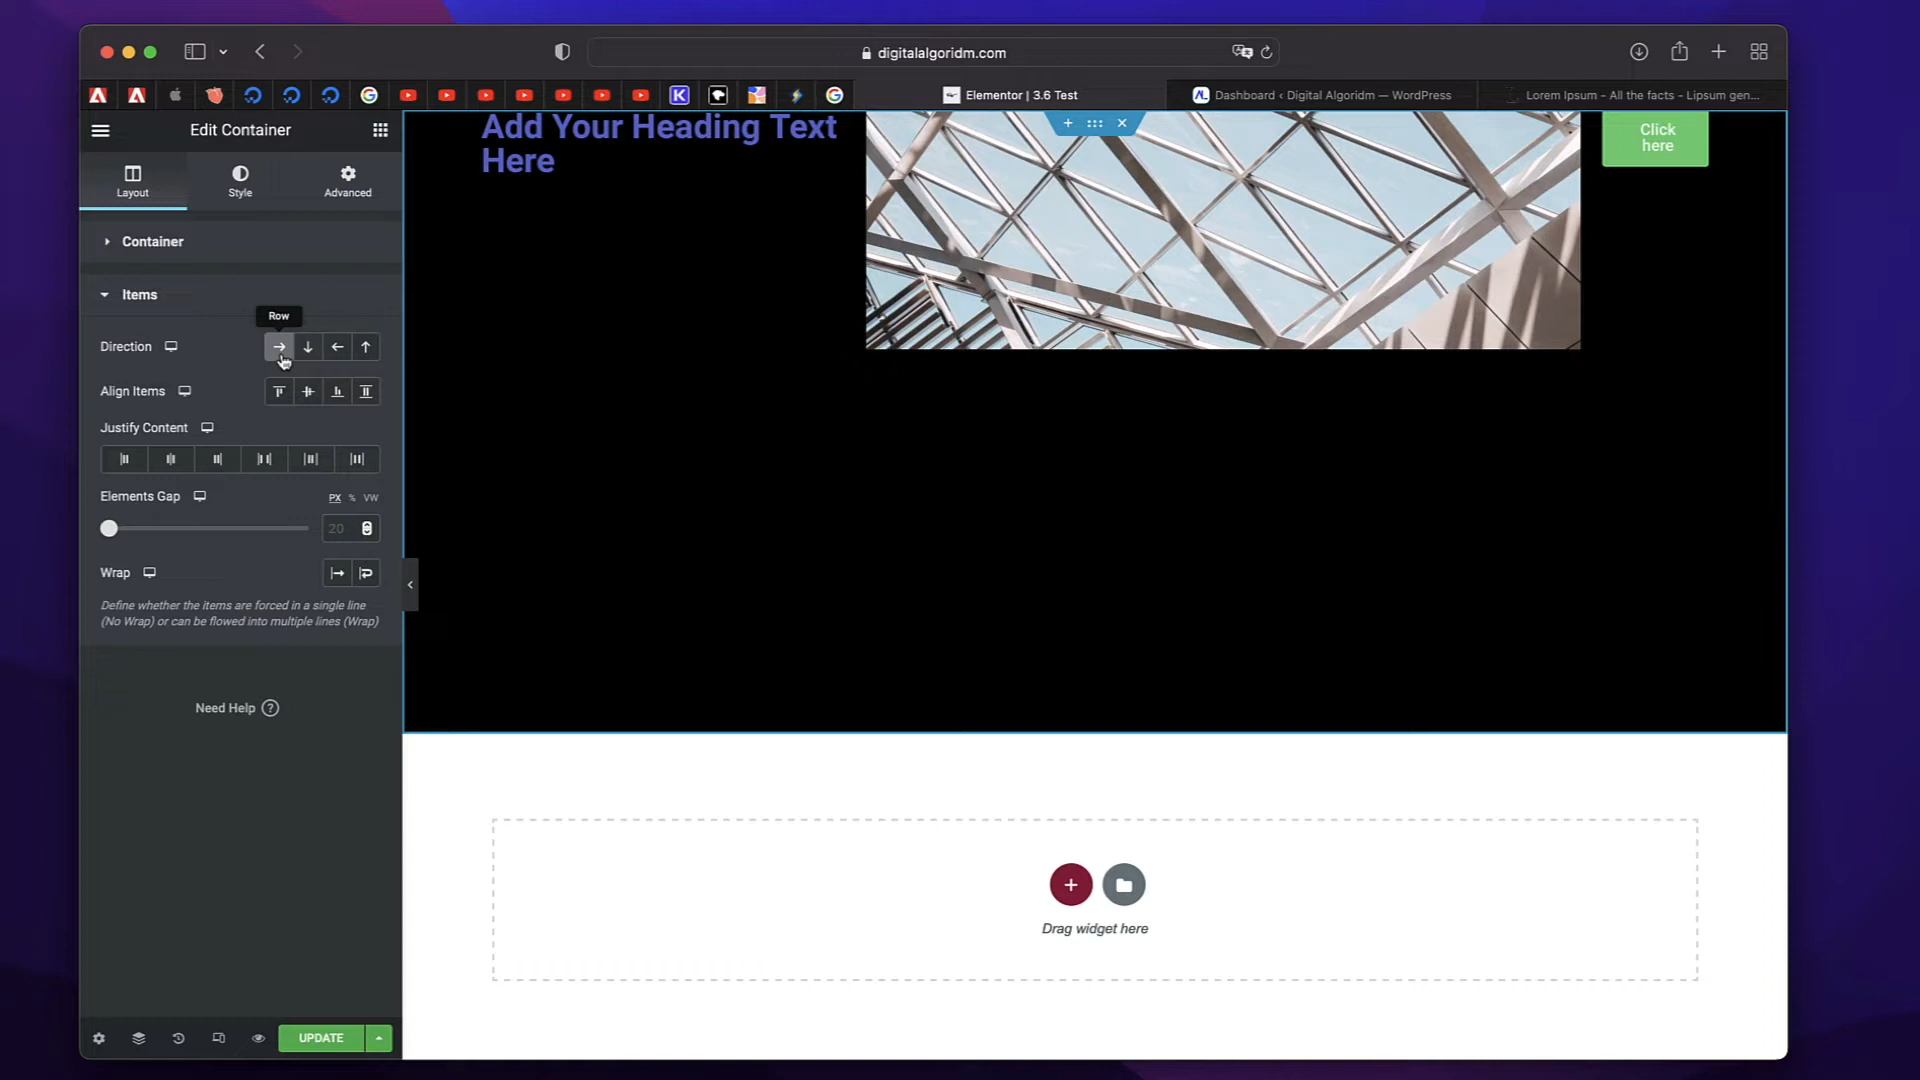 digitalalgoridm.com
Elementor | 3.6 Test
Dashboard ‹ Digital Algoridm — WordPress
Lorem Ipsum - All the facts - Lipsum gen...
Edit Container
Layout
Style
Advanced
Container
Items
Row
Direction
Align Items
Justify Content
Elements Gap
PX % VW
20
Wrap
Define whether the items are forced in a single line
(No Wrap) or can be flowed into multiple lines (Wrap)
Need Help ?
UPDATE
Add Your Heading Text
Here
Click
here
Drag widget here